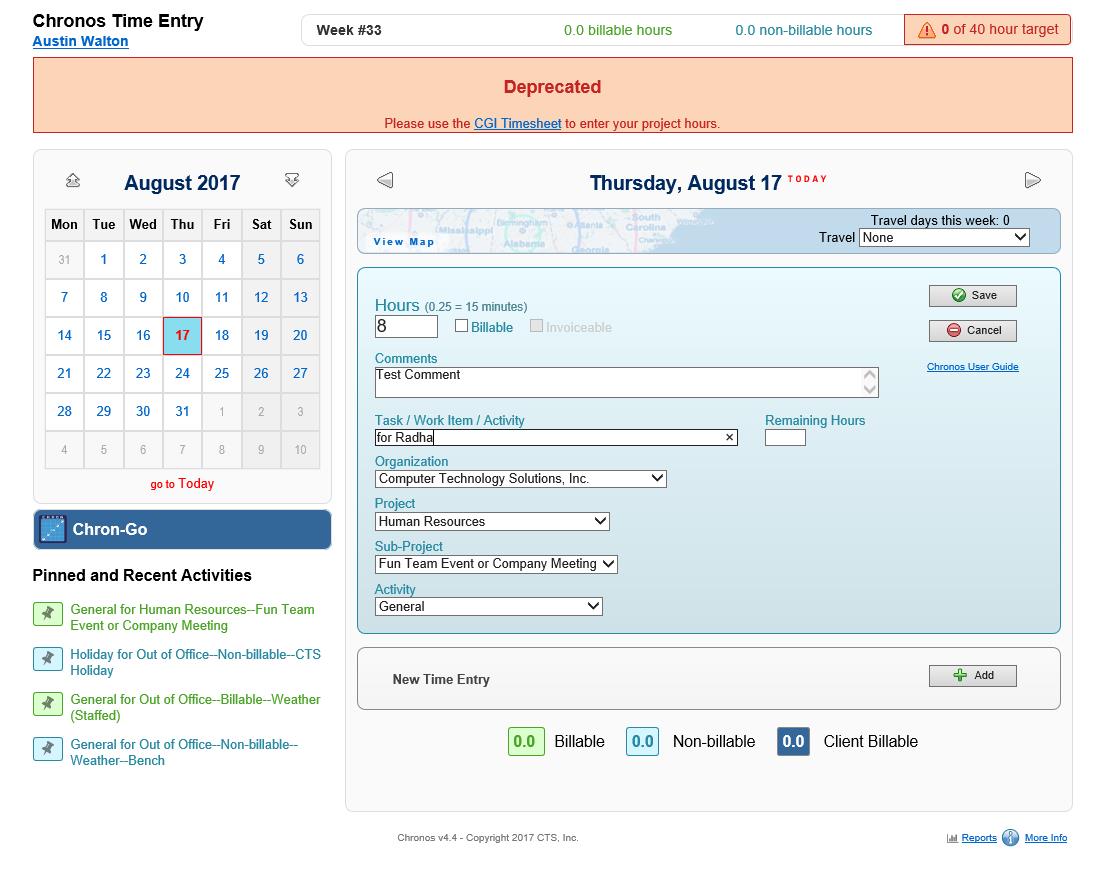 Chronos Time Entry
Austin Walton
Week #33
0.0 billable hours
0.0 non-billable hours
0 of 40 hour target
Deprecated
Please use the CGI Timesheet to enter your project hours.
August 2017
Mon Tue Wed Thu Fri Sat Sun
31 1 2 3 4 5 6
7 8 9 10 11 12 13
14 15 16 17 18 19 20
21 22 23 24 25 26 27
28 29 30 31 1 2 3
4 5 6 7 8 9 10
go to Today
Chron-Go
Pinned and Recent Activities
General for Human Resources--Fun Team
Event or Company Meeting
Holiday for Out of Office--Non-billable--CTS
Holiday
General for Out of Office--Billable--Weather
(Staffed)
General for Out of Office--Non-billable--
Weather--Bench
Thursday, August 17 TODAY
View Map
Mississippi
Birmingham
Alabama
Atlanta
Georgia
South
Carolina
Travel days this week: 0
Travel None
Hours (0.25 = 15 minutes)
8 Billable Invoiceable
Save
Cancel
Chronos User Guide
Comments
Test Comment
Task / Work Item / Activity
for Radha
Remaining Hours
Organization
Computer Technology Solutions, Inc.
Project
Human Resources
Sub-Project
Fun Team Event or Company Meeting
Activity
General
New Time Entry
Add
0.0 Billable 0.0 Non-billable 0.0 Client Billable
Chronos v4.4 - Copyright 2017 CTS, Inc.
Reports More Info